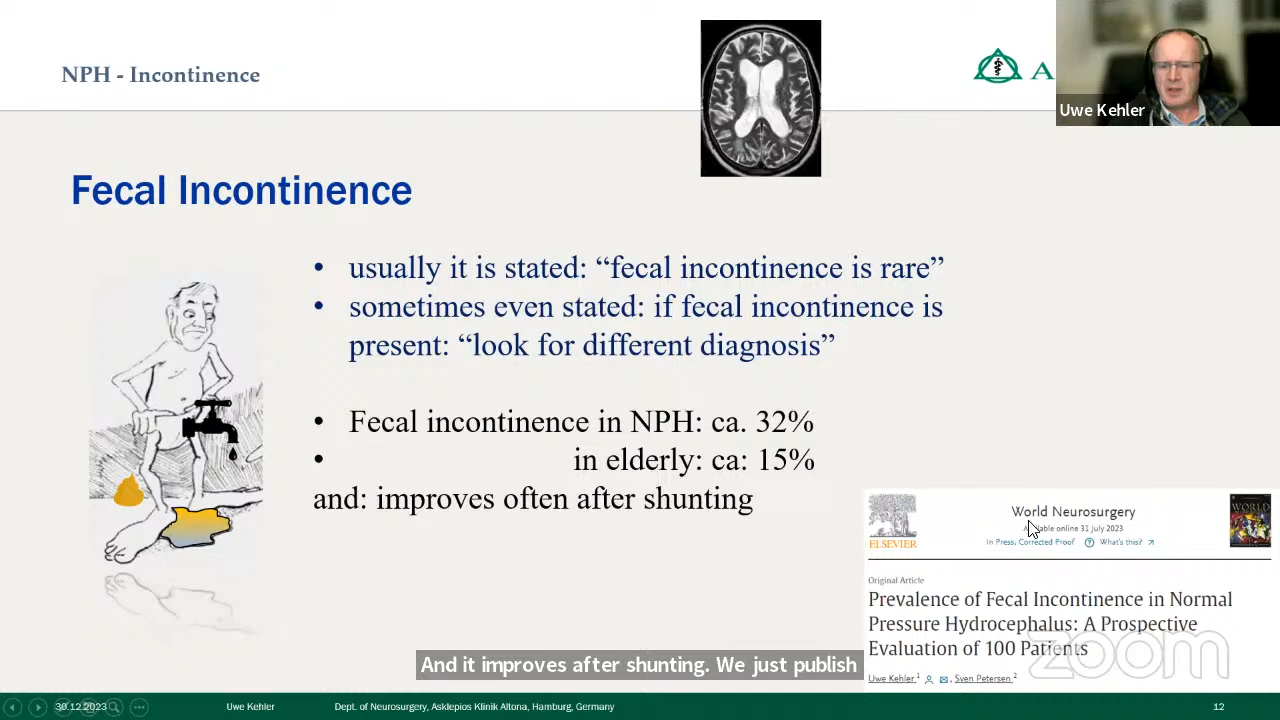 NPH - Incontinence
A
Uwe Kehler
Fecal Incontinence
• usually it is stated: “fecal incontinence is rare”
• sometimes even stated: if fecal incontinence is
present: “look for different diagnosis”
• Fecal incontinence in NPH: ca. 32%
• in elderly: ca: 15%
and: improves often after shunting
ELSEVIER
World Neurosurgery
Available online 31 July 2023
In Press, Corrected Proof ? What's this? ↗
WORLD
Original Article
Prevalence of Fecal Incontinence in Normal
Pressure Hydrocephalus: A Prospective
Evaluation of 100 Patients
zoom
Uwe Kehler 1, Sven Petersen 2
And it improves after shunting. We just publish
30.12.2023 Uwe Kehler Dept. of Neurosurgery, Asklepios Klinik Altona, Hamburg, Germany 12